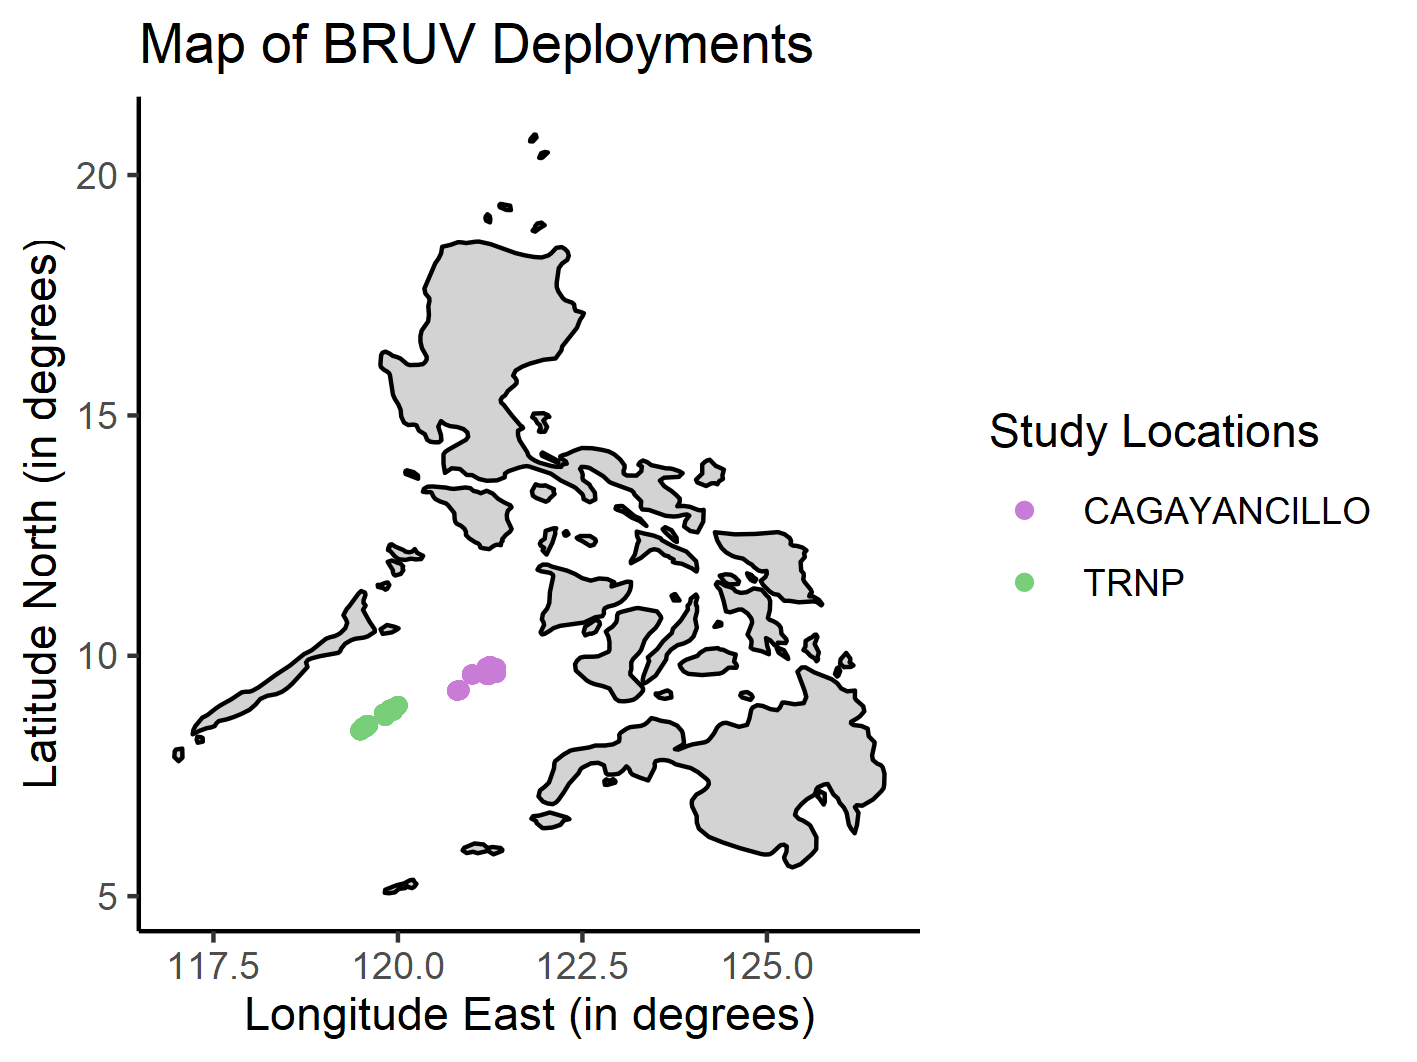 Map of BRUV Deployments
Latitude North (in degrees)
20
15
10
5
117.5 120.0 122.5 125.0
Longitude East (in degrees)
Study Locations
CAGAYANCILLO
TRNP